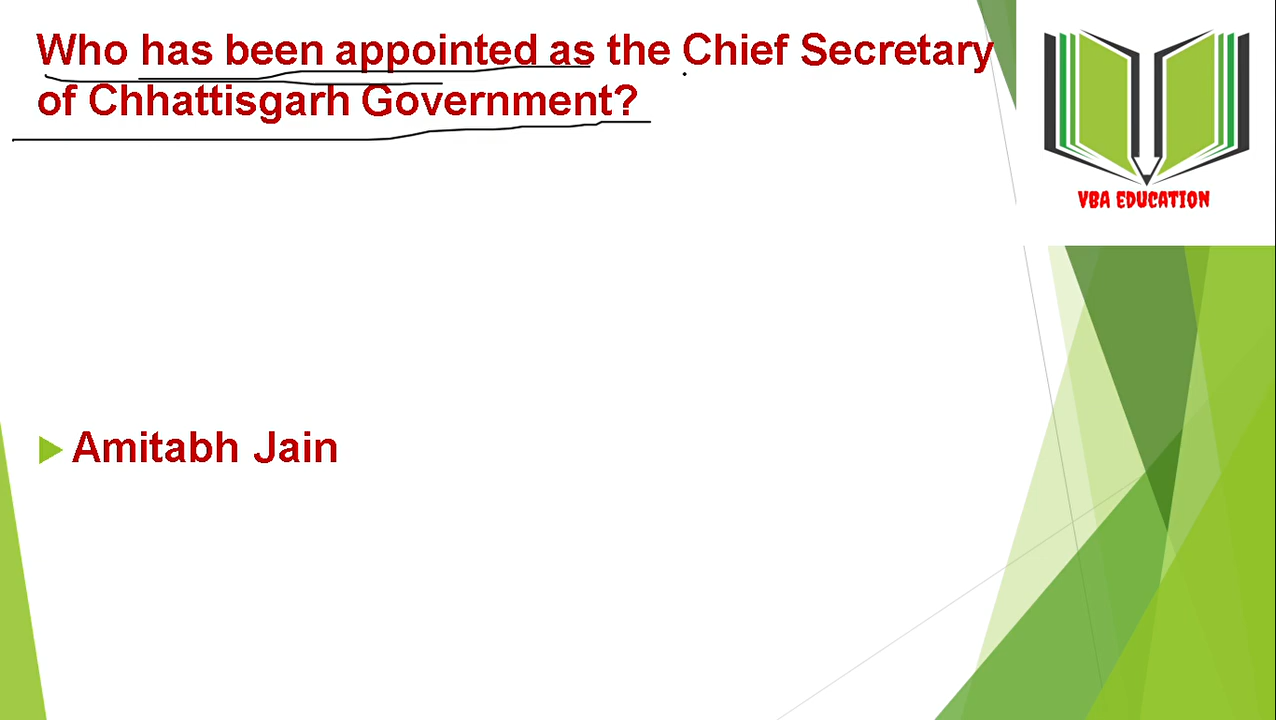 Who has been appointed as the Chief Secretary
of Chhattisgarh Government?
VBA EDUCATION
Amitabh Jain